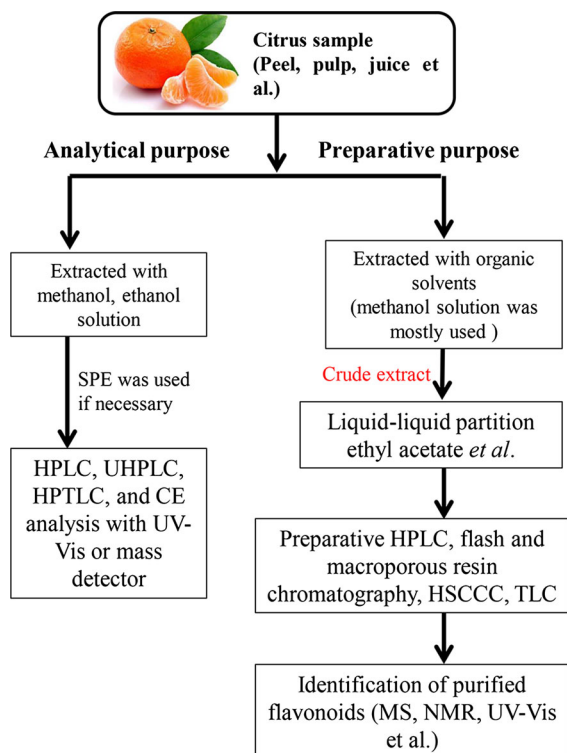 Citrus sample
(Peel, pulp, juice et
al.)
Analytical purpose
Preparative purpose
Extracted with
methanol, ethanol
solution
SPE was used
if necessary
HPLC, UHPLC,
HPTLC, and CE
analysis with UV-
Vis or mass
detector
Extracted with organic
solvents
(methanol solution was
mostly used )
Crude extract
Liquid-liquid partition
ethyl acetate et al.
Preparative HPLC, flash and
macroporous resin
chromatography, HSCCC, TLC
Identification of purified
flavonoids (MS, NMR, UV-Vis
et al.)